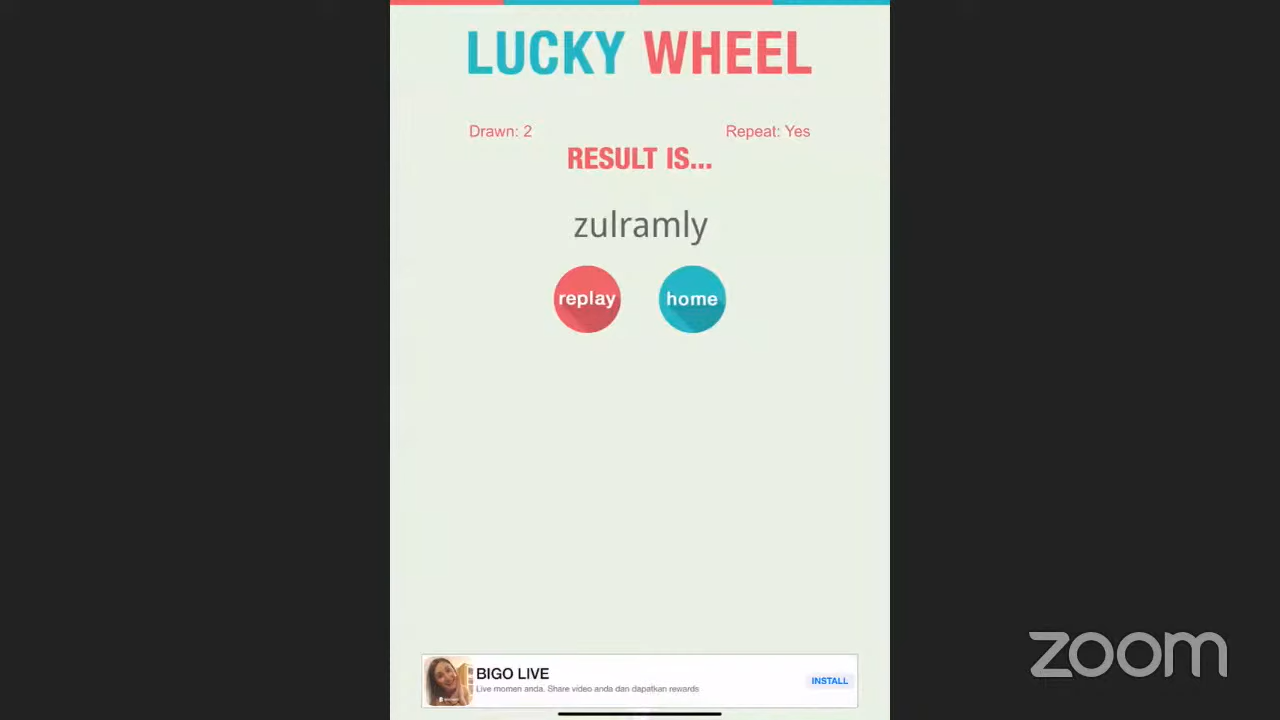 LUCKY WHEEL
Drawn: 2
Repeat: Yes
RESULT IS...
zulramly
replay
home
BIGO LIVE
Live momen anda. Share video anda dan dapatkan rewards
INSTALL
zoom